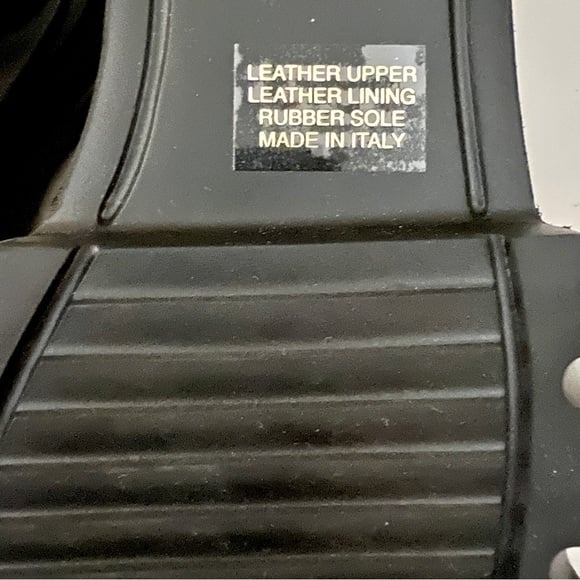 LEATHER UPPER
LEATHER LINING
RUBBER SOLE
MADE IN ITALY